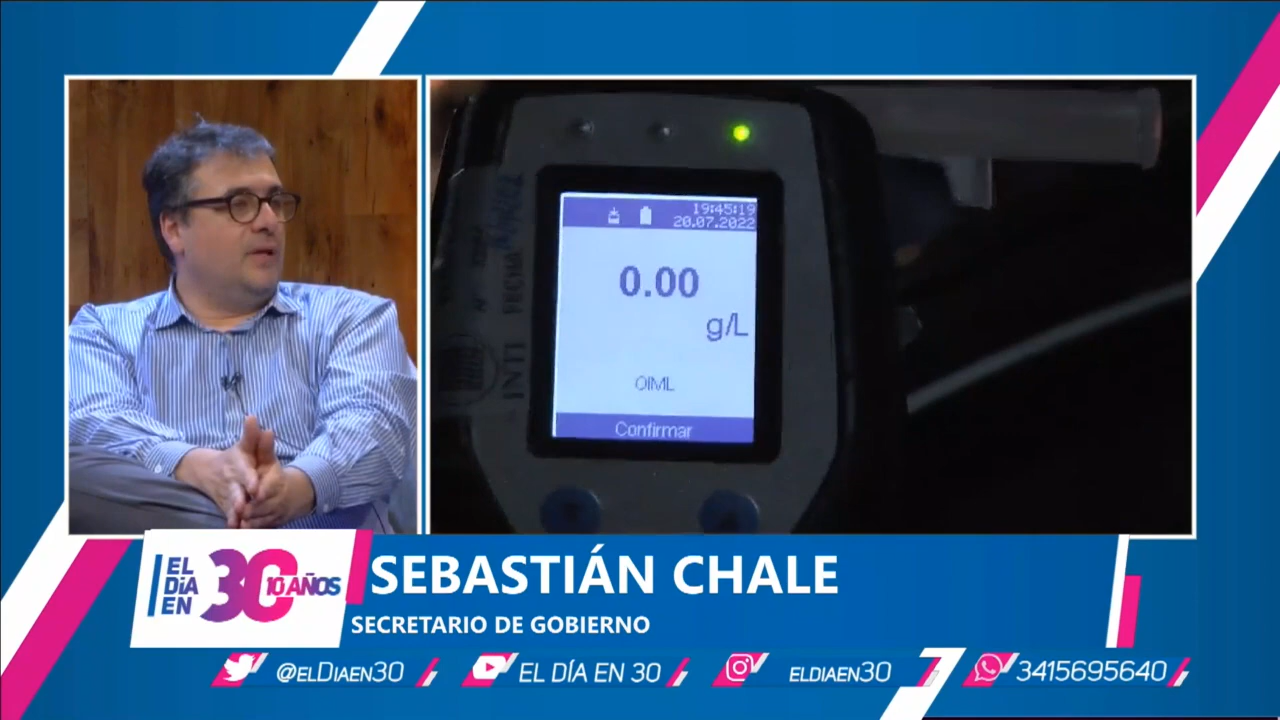 19:45:19
20.07.2022
0.00
g/L
OIML
Confirmar
INTI
FECHA
EL
DÍA
EN
30
10 AÑOS
SEBASTIÁN CHALE
SECRETARIO DE GOBIERNO
@elDiaen30
EL DÍA EN 30
eldiaen30
3415695640